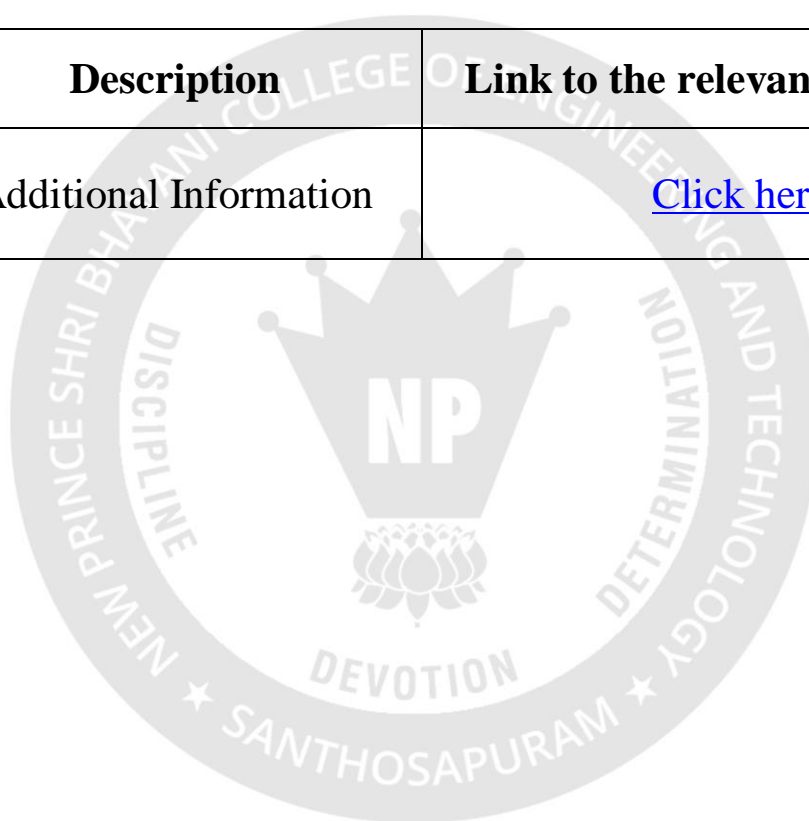 Description Link to the relevan
Additional Information Click her
NEW PRINCE SHRI BHAVANI COLLEGE OF ENGINEERING AND TECHNOLOGY
★ SANTHOSAPURAM ★
DISCIPLINE
DETERMINATION
NP
DEVOTION